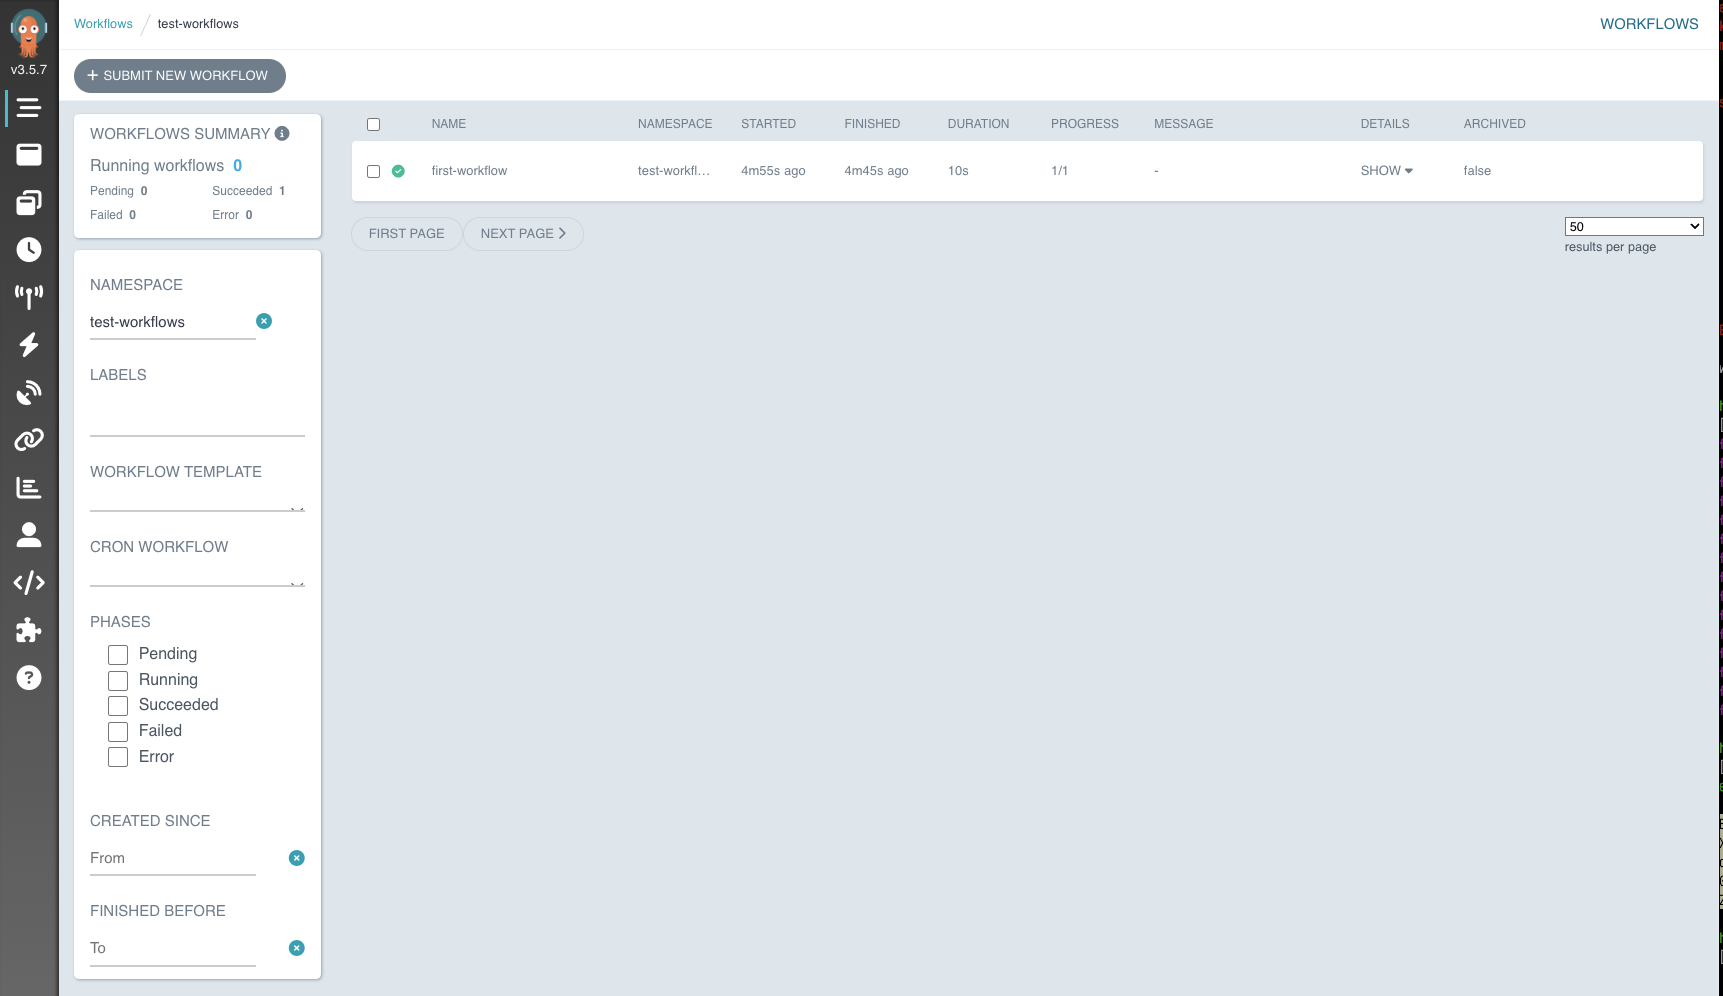 Workflows / test-workflows
WORKFLOWS
v3.5.7
+ SUBMIT NEW WORKFLOW
WORKFLOWS SUMMARY
Running workflows 0
Pending 0 Succeeded 1
Failed 0 Error 0
NAMESPACE
test-workflows
LABELS
WORKFLOW TEMPLATE
CRON WORKFLOW
PHASES
Pending
Running
Succeeded
Failed
Error
CREATED SINCE
From
FINISHED BEFORE
To
NAME NAMESPACE STARTED FINISHED DURATION PROGRESS MESSAGE DETAILS ARCHIVED
first-workflow test-workfl... 4m55s ago 4m45s ago 10s 1/1 - SHOW false
FIRST PAGE NEXT PAGE
50
results per page